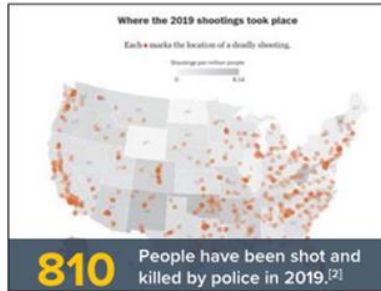 Where the 2019 shootings took place
Each ● marks the location of a deadly shooting.
Shootings per million people
0
810
People have been shot and
killed by police in 2019.[2]